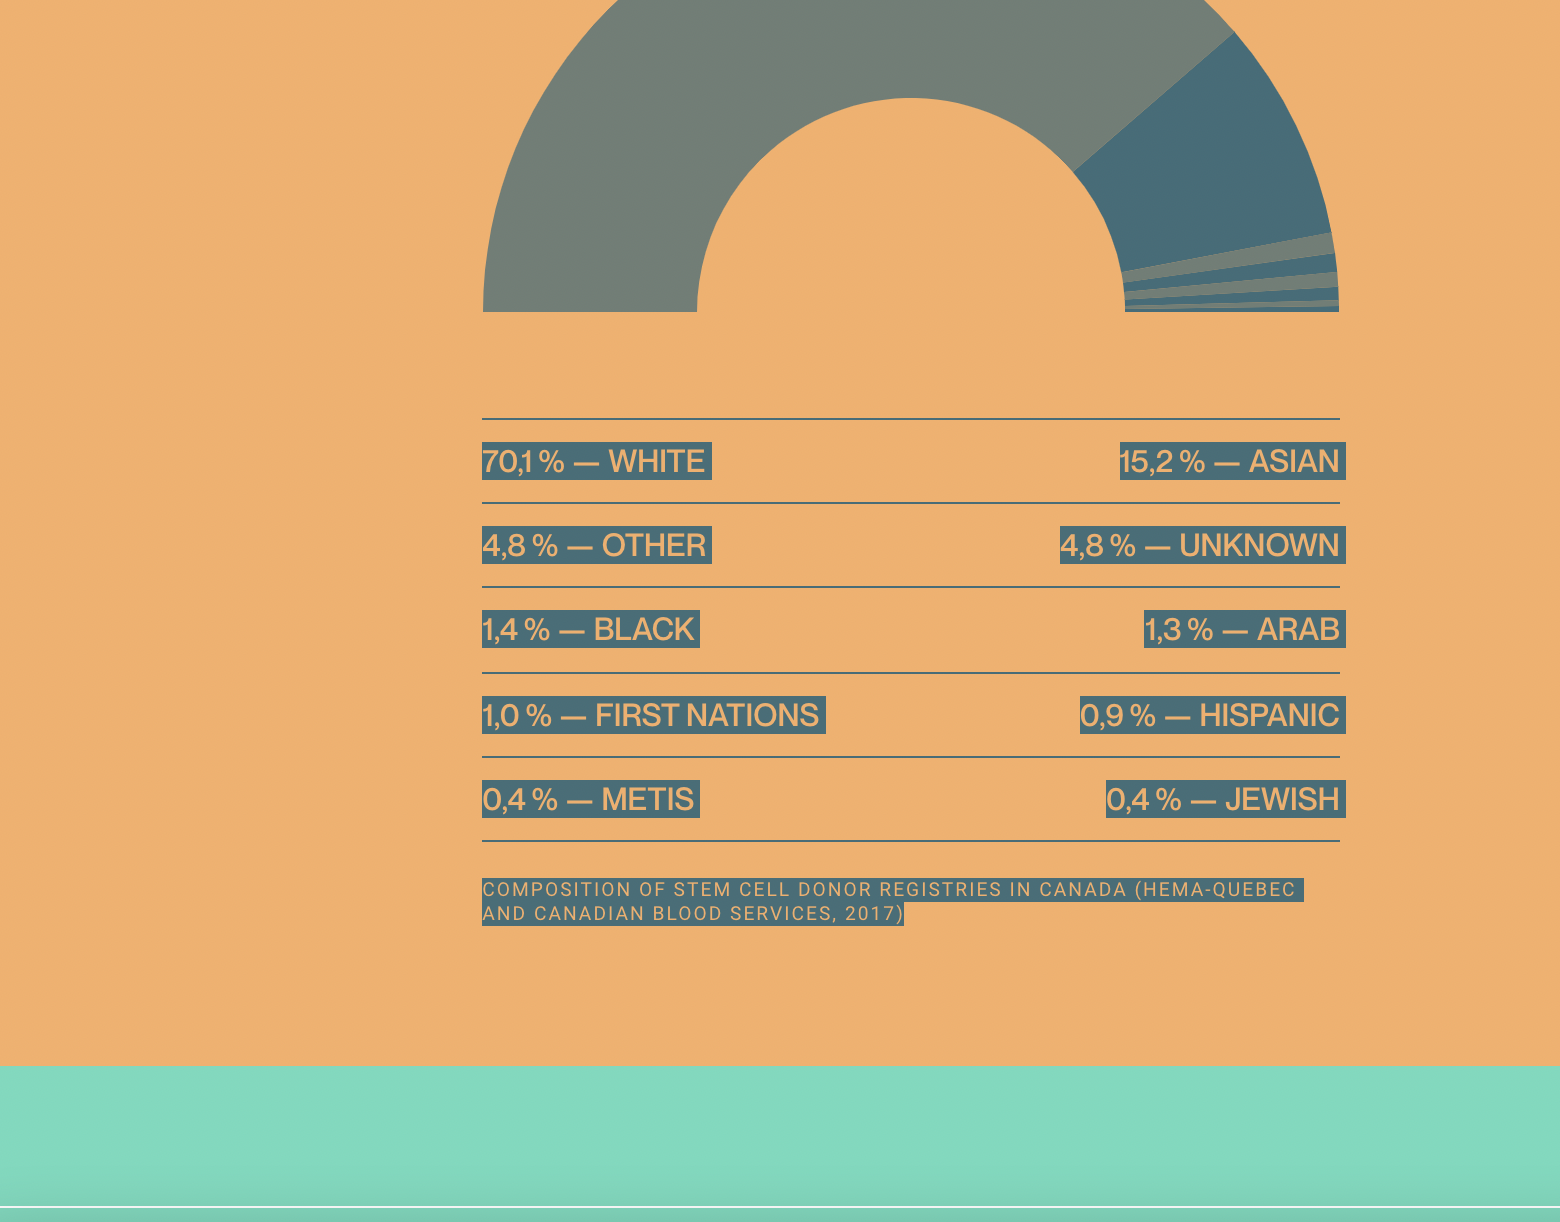 70,1 % — WHITE
15,2 % — ASIAN
4,8 % — OTHER
4,8 % — UNKNOWN
1,4 % — BLACK
1,3 % — ARAB
1,0 % — FIRST NATIONS
0,9 % — HISPANIC
0,4 % — METIS
0,4 % — JEWISH
COMPOSITION OF STEM CELL DONOR REGISTRIES IN CANADA (HEMA-QUEBEC
AND CANADIAN BLOOD SERVICES, 2017)